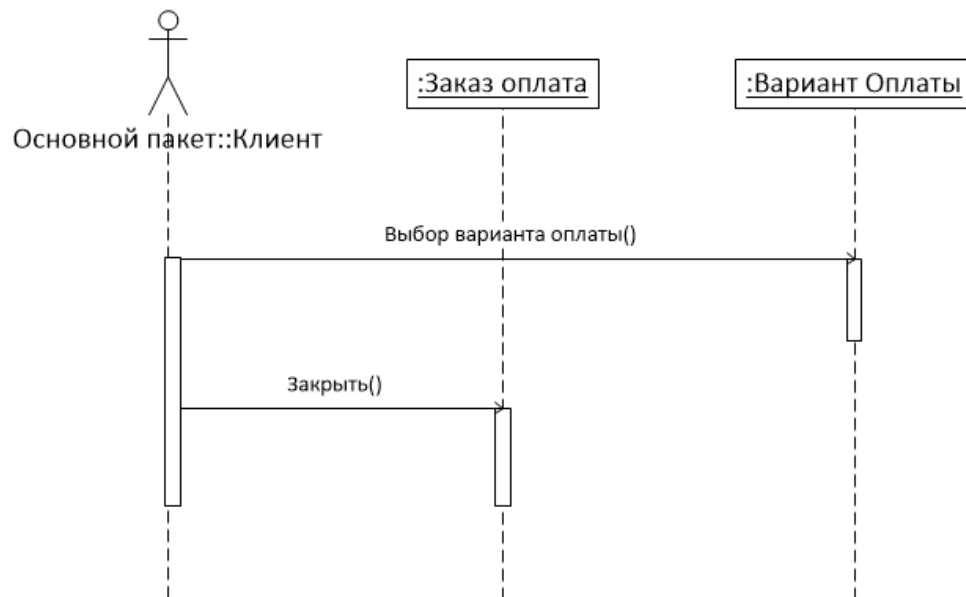 :Заказ оплата
:Вариант Оплаты
Основной пакет::Клиент
Выбор варианта оплаты()
Закрыть()